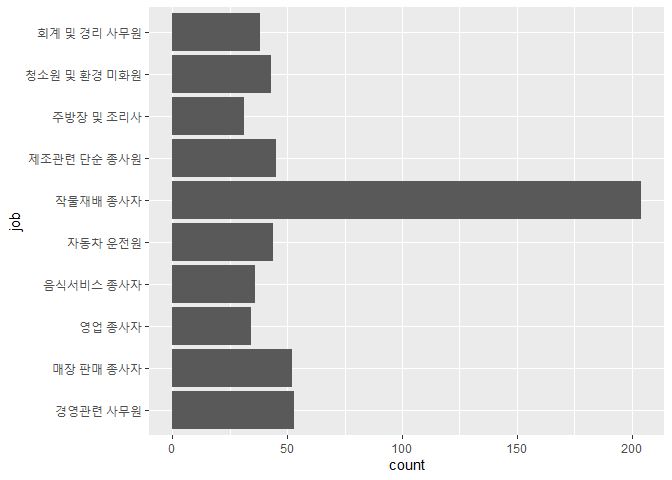 회계 및 경리 사무원
청소원 및 환경 미화원
주방장 및 조리사
제조관련 단순 종사원
작물재배 종사자
자동차 운전원
음식서비스 종사자
영업 종사자
매장 판매 종사자
경영관련 사무원
job
0 50 100 150 200
count